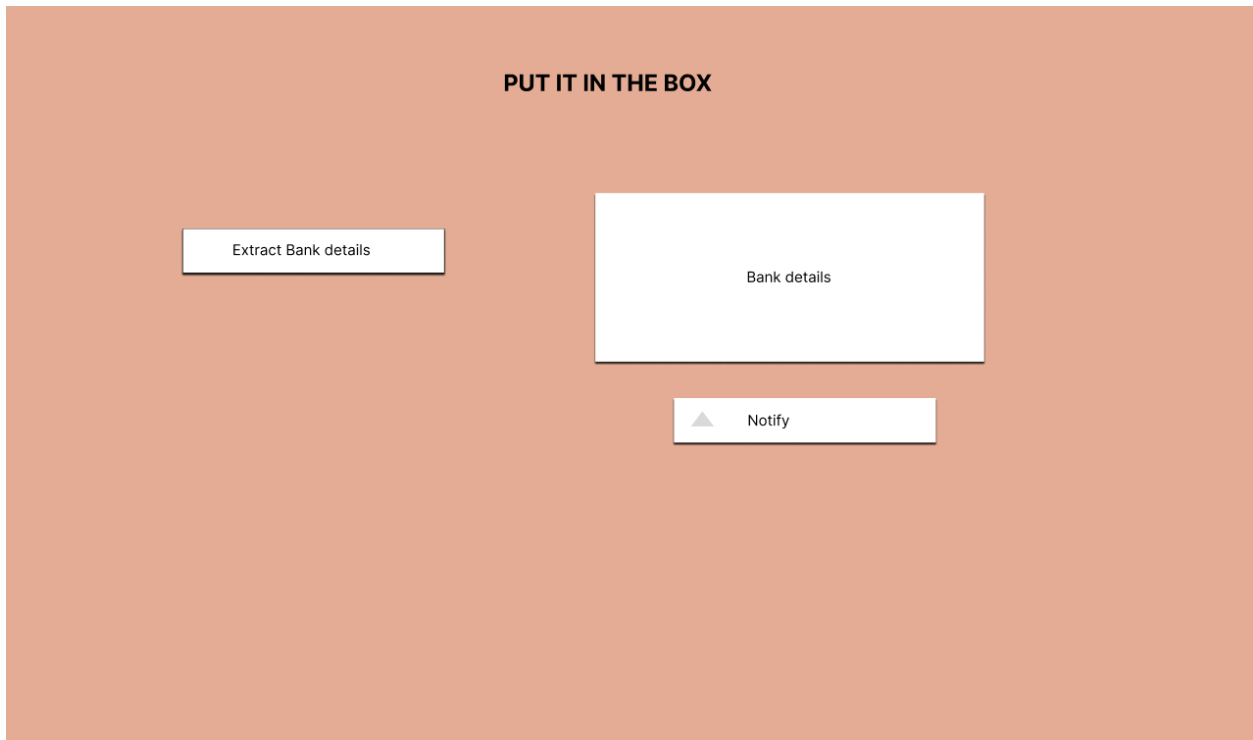 PUT IT IN THE BOX
Extract Bank details
Bank details
Notify